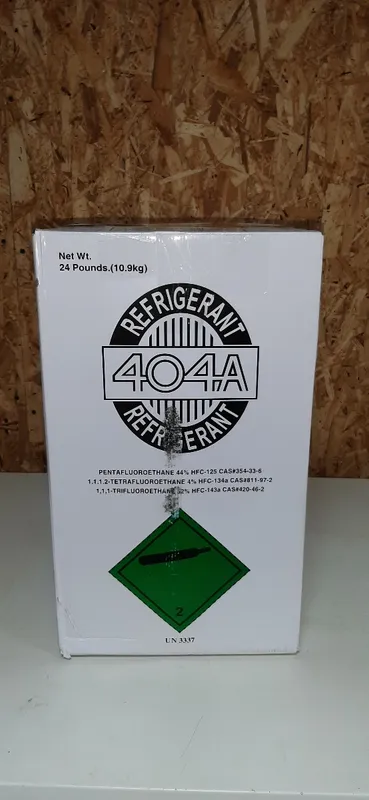 Net Wt.
24 Pounds.(10.9kg)
REFRIGERANT
404A
REFRIGERANT
PENTAFLUOROETHANE 44% HFC-125 CAS#354-33-6
1,1,1,2-TETRAFLUOROETHANE 4% HFC-134a CAS#811-97-2
1,1,1-TRIFLUOROETHANE 52% HFC-143a CAS#420-46-2
2
UN 3337